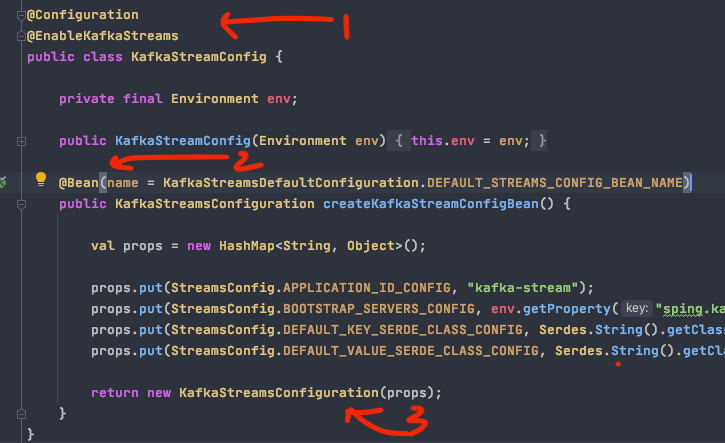 @Configuration
1
@EnableKafkaStreams
public class KafkaStreamConfig {
private final Environment env;
public KafkaStreamConfig(Environment env) { this.env = env; }
2
@Bean(name = KafkaStreamsDefaultConfiguration.DEFAULT_STREAMS_CONFIG_BEAN_NAME)
public KafkaStreamsConfiguration createKafkaStreamConfigBean() {
val props = new HashMap<String, Object>();
props.put(StreamsConfig.APPLICATION_ID_CONFIG, "kafka-stream");
props.put(StreamsConfig.BOOTSTRAP_SERVERS_CONFIG, env.getProperty( key: "sping.ka
props.put(StreamsConfig.DEFAULT_KEY_SERDE_CLASS_CONFIG, Serdes.String().getClass
props.put(StreamsConfig.DEFAULT_VALUE_SERDE_CLASS_CONFIG, Serdes.String().getCla
return new KafkaStreamsConfiguration(props);
3
}
}